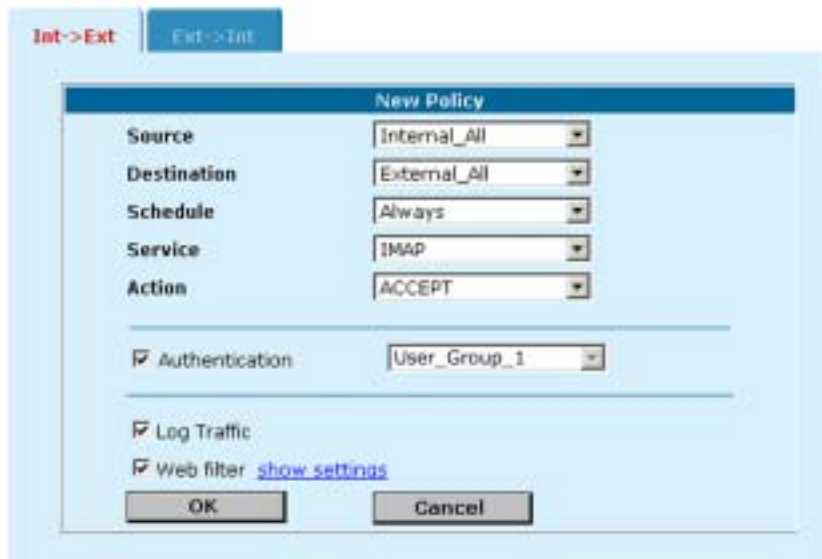 Int->Ext Ext->Int
New Policy
Source Internal_All
Destination External_All
Schedule Always
Service IMAP
Action ACCEPT
Authentication User_Group_1
Log Traffic
Web filter show settings
OK Cancel